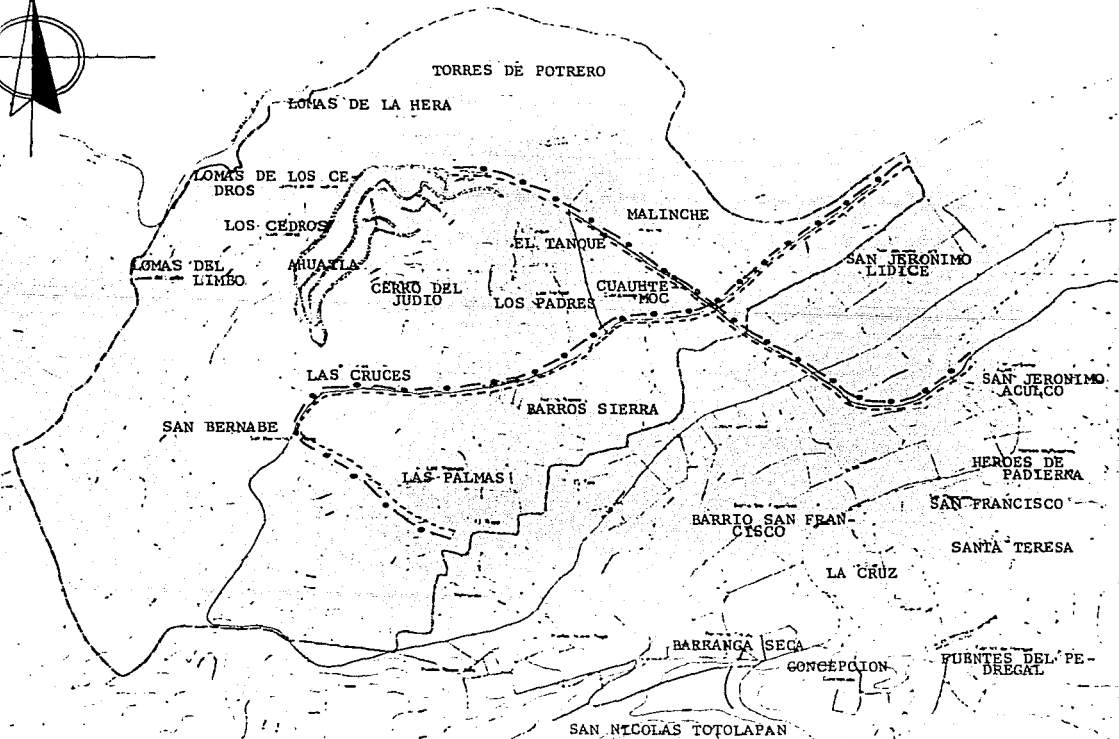 TORRES DE POTRERO
LOMAS DE LA HERA
LOMAS DE LOS CE-
DROS
MALINCHE
LOS CEDROS
EL TANQUE
SAN JERONIMO
LIDICE
LOMAS DEL
LIMBO
AHUATLA
CERRO DEL
JUDIO
LOS PADRES
CUAUHTE
MOC
LAS CRUCES
SAN JERONIMO
ACULCO
BARROS SIERRA
SAN BERNABE
HEROES DE
PADIERNA
LAS PALMAS
SAN FRANCISCO
BARRIO SAN FRAN-
CISCO
SANTA TERESA
LA CRUZ
BARRANGA SECA
CONCEPCION
FUENTES DEL PE-
DREGAL
SAN NICOLAS TOTOLAPAN